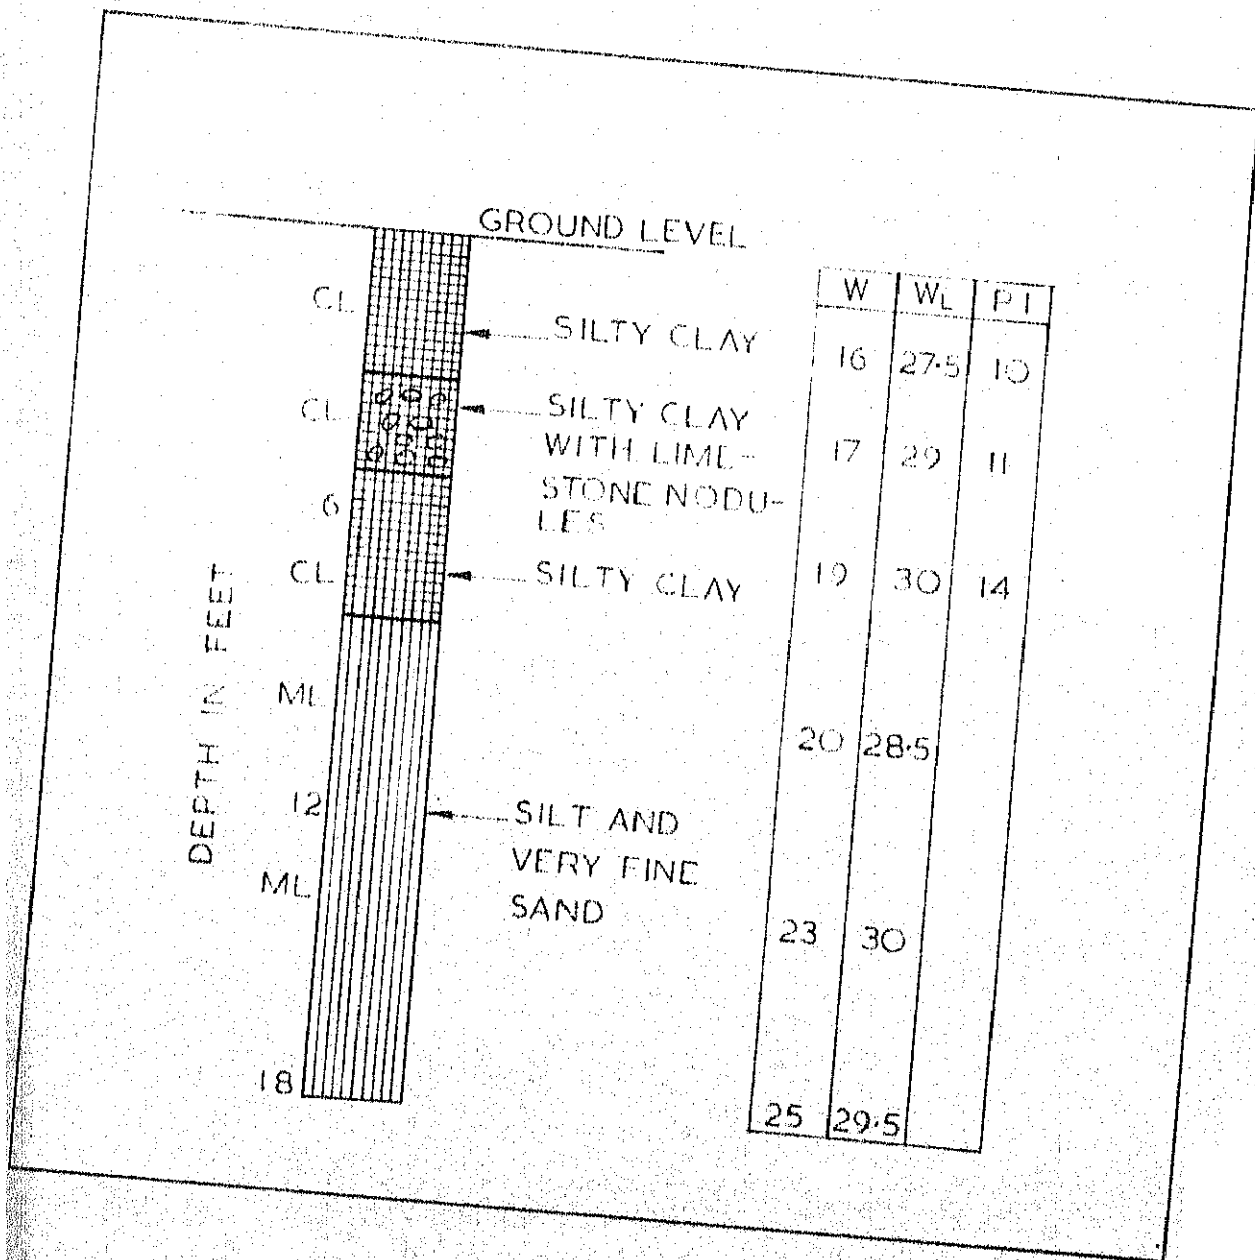 GROUND LEVEL
W WL PI
CL
SILTY CLAY
16 27.5 10
CL
SILTY CLAY
WITH LIME-
STONE NODU-
LES
17 29 11
6
CL
SILTY CLAY
19 30 14
DEPTH IN FEET
ML
20 28.5
12
SILT AND
VERY FINE
SAND
ML
23 30
18
25 29.5